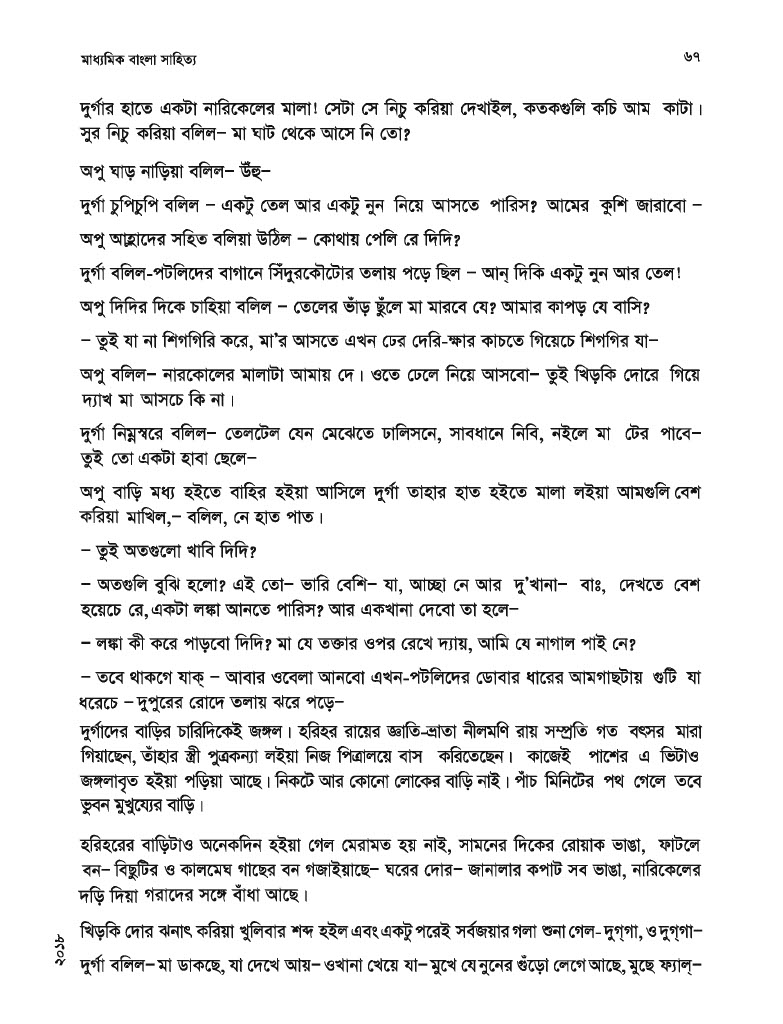 মাধ্যমিক বাংলা সাহিত্য ৬৭
দুর্গার হাতে একটা নারিকেলের মালা! সেটা সে নিচু করিয়া দেখাইল, কতকগুলি কচি আম কাটা।
সুর নিচু করিয়া বলিল– মা ঘাট থেকে আসে নি তো?
অপু ঘাড় নাড়িয়া বলিল– উঁহু–
দুর্গা চুপিচুপি বলিল – একটু তেল আর একটু নুন নিয়ে আসতে পারিস? আমের কুশি জারাবো –
অপু আহ্লাদের সহিত বলিয়া উঠিল – কোথায় পেলি রে দিদি?
দুর্গা বলিল-পটলিদের বাগানে সিঁদুরকৌটোর তলায় পড়ে ছিল – আন্ দিকি একটু নুন আর তেল!
অপু দিদির দিকে চাহিয়া বলিল – তেলের ভাঁড় ছুঁলে মা মারবে যে? আমার কাপড় যে বাসি?
– তুই যা না শিগগিরি করে, মা'র আসতে এখন ঢের দেরি-ক্ষার কাচতে গিয়েচে শিগগির যা–
অপু বলিল– নারকোলের মালাটা আমায় দে। ওতে ঢেলে নিয়ে আসবো– তুই খিড়কি দোরে গিয়ে
দ্যাখ মা আসচে কি না।
দুর্গা নিম্নস্বরে বলিল– তেলটেল যেন মেঝেতে ঢালিসনে, সাবধানে নিবি, নইলে মা টের পাবে–
তুই তো একটা হাবা ছেলে–
অপু বাড়ি মধ্য হইতে বাহির হইয়া আসিলে দুর্গা তাহার হাত হইতে মালা লইয়া আমগুলি বেশ
করিয়া মাখিল,– বলিল, নে হাত পাত।
– তুই অতগুলো খাবি দিদি?
– অতগুলি বুঝি হলো? এই তো– ভারি বেশি– যা, আচ্ছা নে আর দু'খানা– বাঃ, দেখতে বেশ
হয়েচে রে, একটা লঙ্কা আনতে পারিস? আর একখানা দেবো তা হলে–
– লঙ্কা কী করে পাড়বো দিদি? মা যে তক্তার ওপর রেখে দ্যায়, আমি যে নাগাল পাই নে?
– তবে থাকগে যাক্ – আবার ওবেলা আনবো এখন-পটলিদের ডোবার ধারের আমগাছটায় গুটি যা
ধরেচে – দুপুরের রোদে তলায় ঝরে পড়ে–
দুর্গাদের বাড়ির চারিদিকেই জঙ্গল। হরিহর রায়ের জ্ঞাতি-ভ্রাতা নীলমণি রায় সম্প্রতি গত বৎসর মারা
গিয়াছেন, তাঁহার স্ত্রী পুত্রকন্যা লইয়া নিজ পিত্রালয়ে বাস করিতেছেন। কাজেই পাশের এ ভিটাও
জঙ্গলাবৃত হইয়া পড়িয়া আছে। নিকটে আর কোনো লোকের বাড়ি নাই। পাঁচ মিনিটের পথ গেলে তবে
ভুবন মুখুয্যের বাড়ি।
হরিহরের বাড়িটাও অনেকদিন হইয়া গেল মেরামত হয় নাই, সামনের দিকের রোয়াক ভাঙা, ফাটলে
বন– বিছুটির ও কালমেঘ গাছের বন গজাইয়াছে– ঘরের দোর– জানালার কপাট সব ভাঙা, নারিকেলের
দড়ি দিয়া গরাদের সঙ্গে বাঁধা আছে।
খিড়কি দোর ঝনাৎ করিয়া খুলিবার শব্দ হইল এবং একটু পরেই সর্বজয়ার গলা শুনা গেল- দুগ্‌গা, ও দুগ্‌গা–
দুর্গা বলিল– মা ডাকছে, যা দেখে আয়– ওখানা খেয়ে যা– মুখে যে নুনের গুঁড়ো লেগে আছে, মুছে ফ্যাল্–
২০১৮